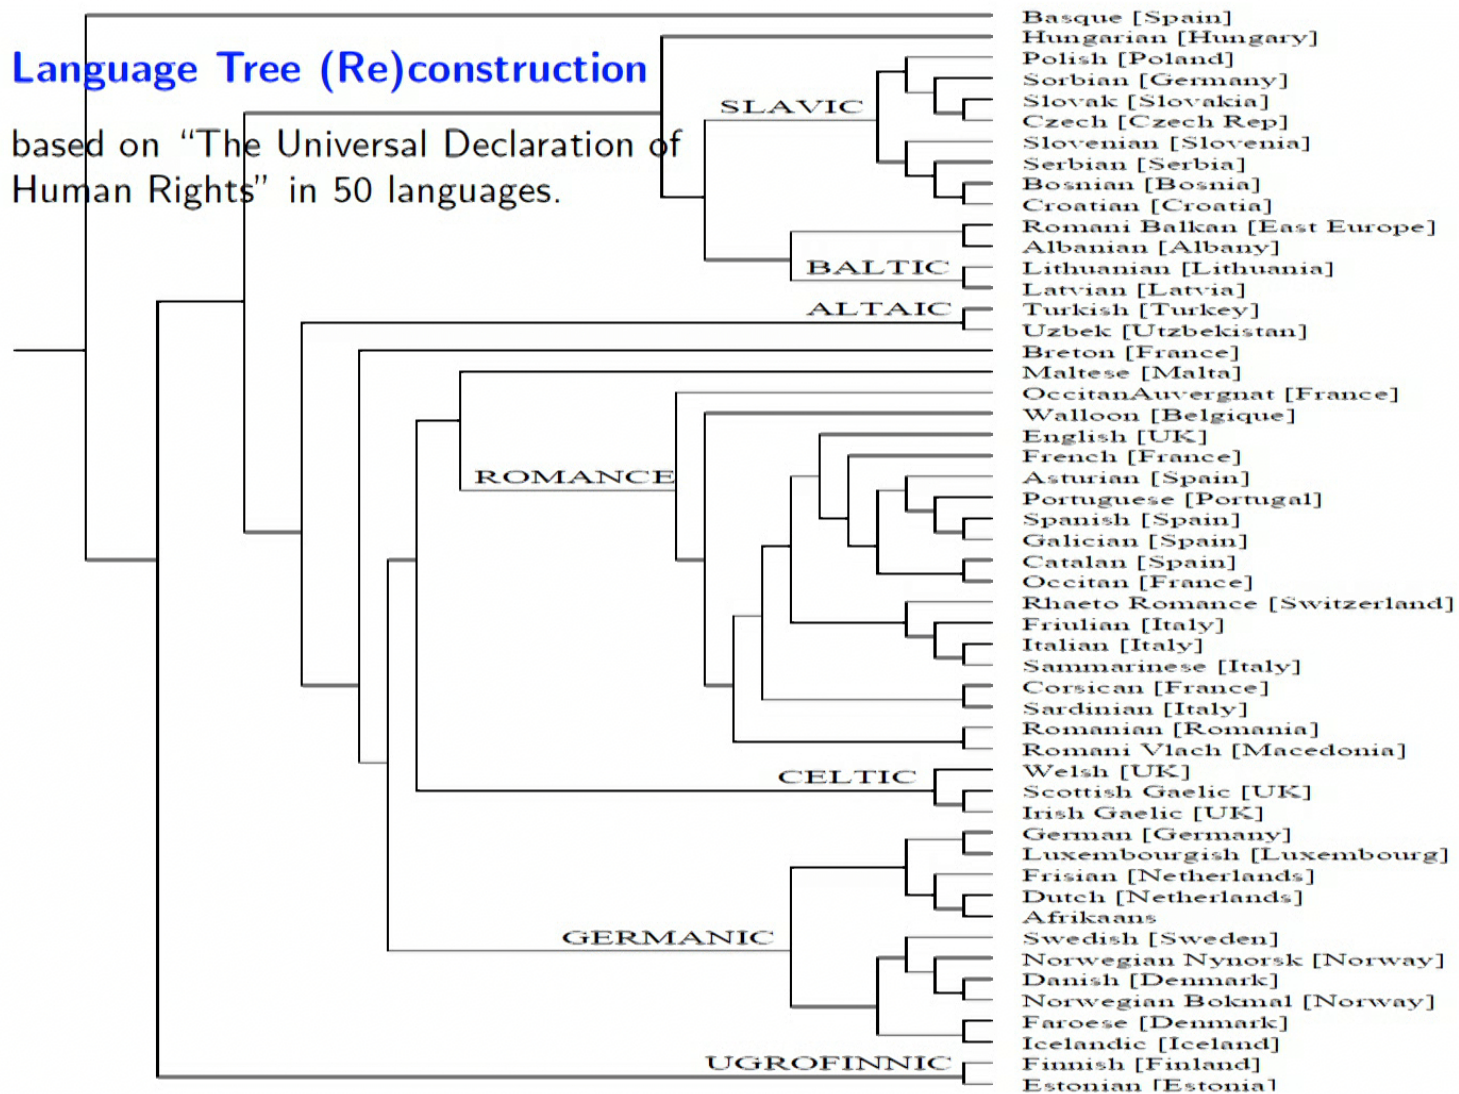 Basque [Spain]
Hungarian [Hungary]
Language Tree (Re)construction
Polish [Poland]
Sorbian [Germany]
SLAVIC
Slovak [Slovakia]
Czech [Czech Rep]
based on “The Universal Declaration of
Human Rights” in 50 languages.
Slovenian [Slovenia]
Serbian [Serbia]
Bosnian [Bosnia]
Croatian [Croatia]
Romani Balkan [East Europe]
Albanian [Albany]
BALTIC
Lithuanian [Lithuania]
Latvian [Latvia]
ALTAIC
Turkish [Turkey]
Uzbek [Utzbekistan]
Breton [France]
Maltese [Malta]
OccitanAuvergnat [France]
Walloon [Belgique]
English [UK]
French [France]
ROMANCE
Asturian [Spain]
Portuguese [Portugal]
Spanish [Spain]
Galician [Spain]
Catalan [Spain]
Occitan [France]
Rhaeto Romance [Switzerland]
Friulian [Italy]
Italian [Italy]
Sammarinese [Italy]
Corsican [France]
Sardinian [Italy]
Romanian [Romania]
Romani Vlach [Macedonia]
CELTIC
Welsh [UK]
Scottish Gaelic [UK]
Irish Gaelic [UK]
German [Germany]
Luxembourgish [Luxembourg]
Frisian [Netherlands]
Dutch [Netherlands]
Afrikaans
GERMANIC
Swedish [Sweden]
Norwegian Nynorsk [Norway]
Danish [Denmark]
Norwegian Bokmal [Norway]
Faroese [Denmark]
Icelandic [Iceland]
UGROFINNIC
Finnish [Finland]
Estonian [Estonia]